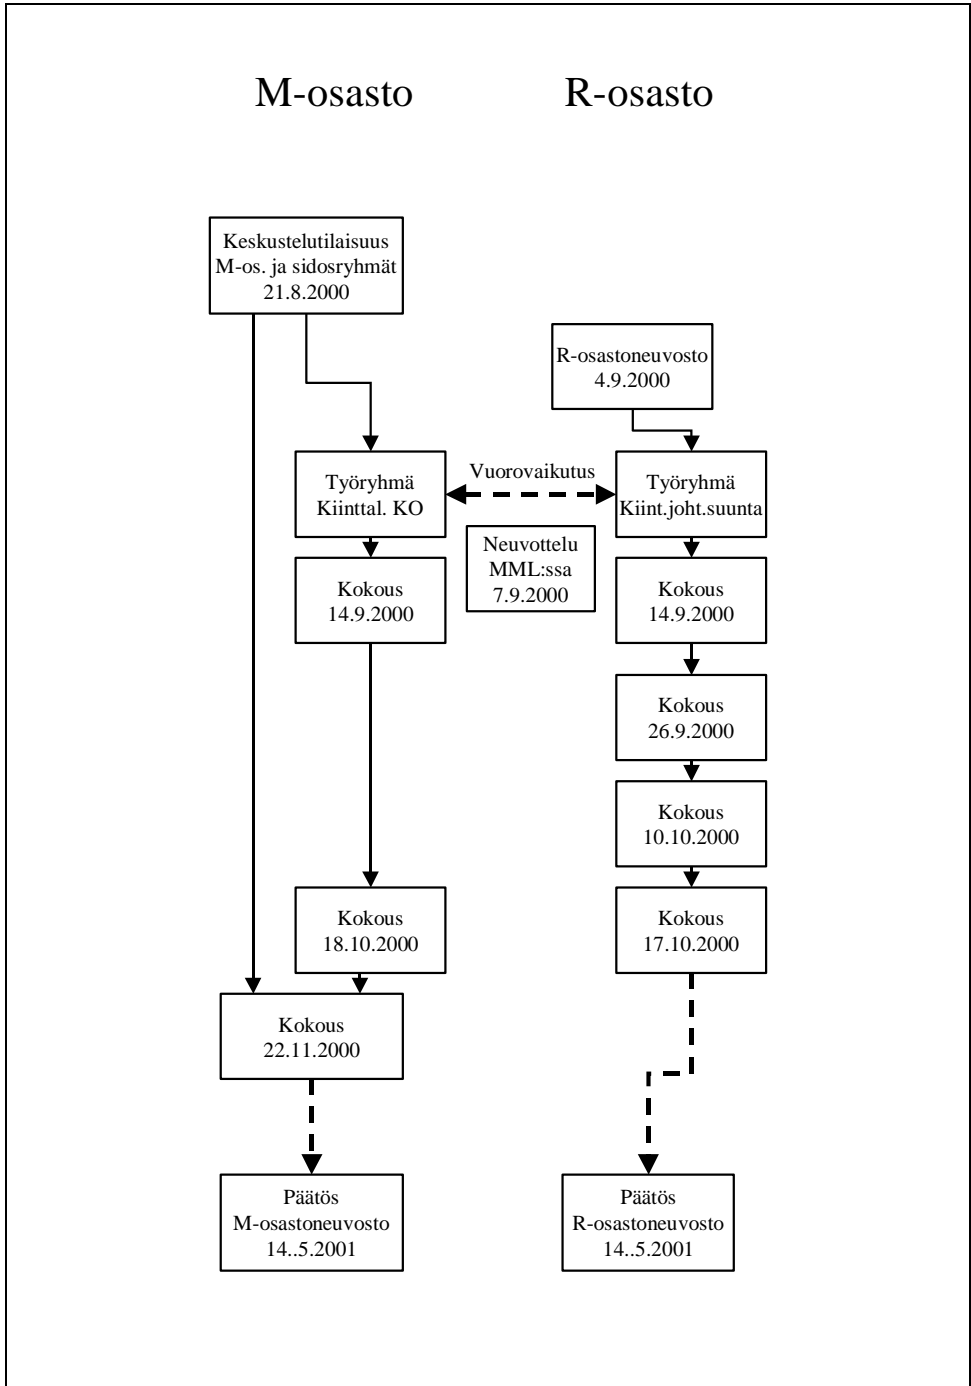 M-osasto
R-osasto
Keskustelutilaisuus
M-os. ja sidosryhmät
21.8.2000
R-osastoneuvosto
4.9.2000
Työryhmä
Kiinttal. KO
Vuorovaikutus
Työryhmä
Kiint.joht.suunta
Neuvottelu
MML:ssa
7.9.2000
Kokous
14.9.2000
Kokous
14.9.2000
Kokous
26.9.2000
Kokous
10.10.2000
Kokous
18.10.2000
Kokous
17.10.2000
Kokous
22.11.2000
Päätös
M-osastoneuvosto
14..5.2001
Päätös
R-osastoneuvosto
14..5.2001